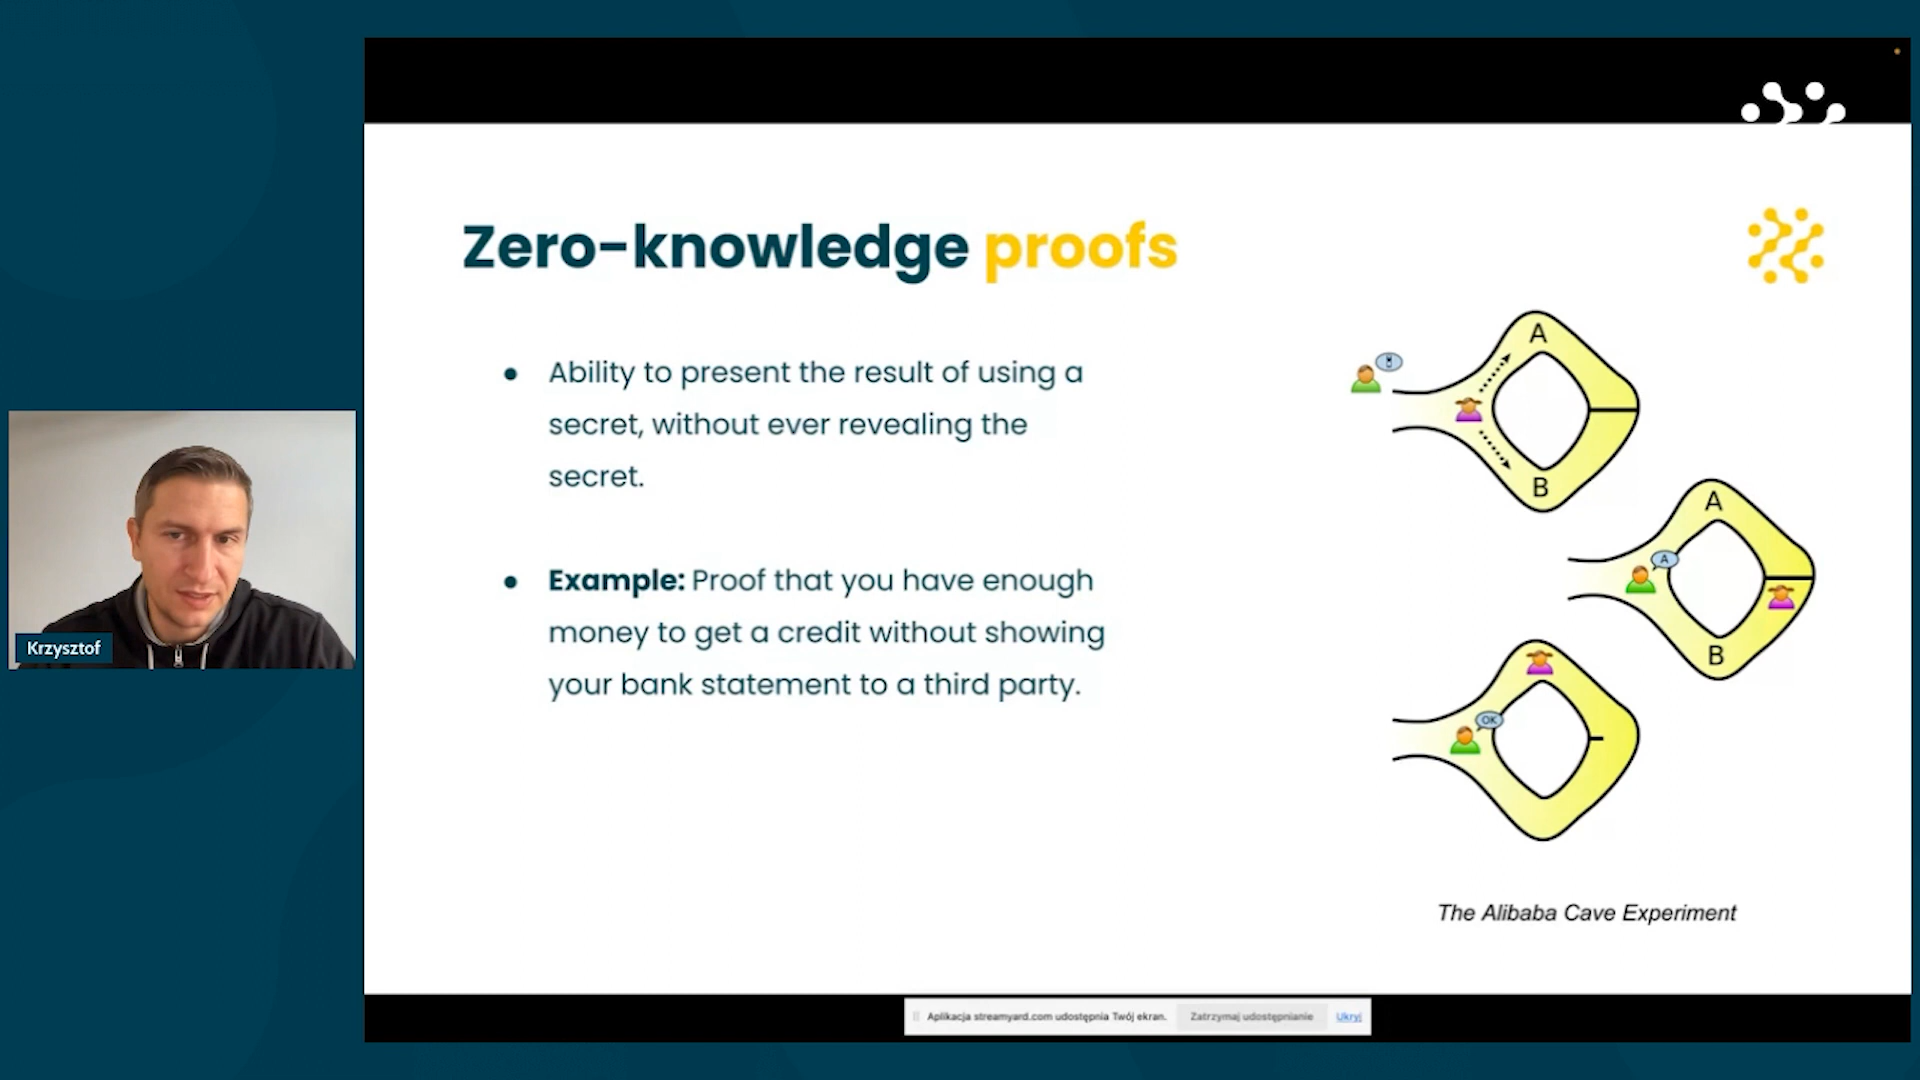 Zero-knowledge proofs
Ability to present the result of using a
secret, without ever revealing the
secret.
Example: Proof that you have enough
money to get a credit without showing
your bank statement to a third party.
A
B
A
A
B
OK
The Alibaba Cave Experiment
Krzysztof
Aplikacja streamyard.com udostępnia Twój ekran. Zatrzymaj udostępnianie Ukryj